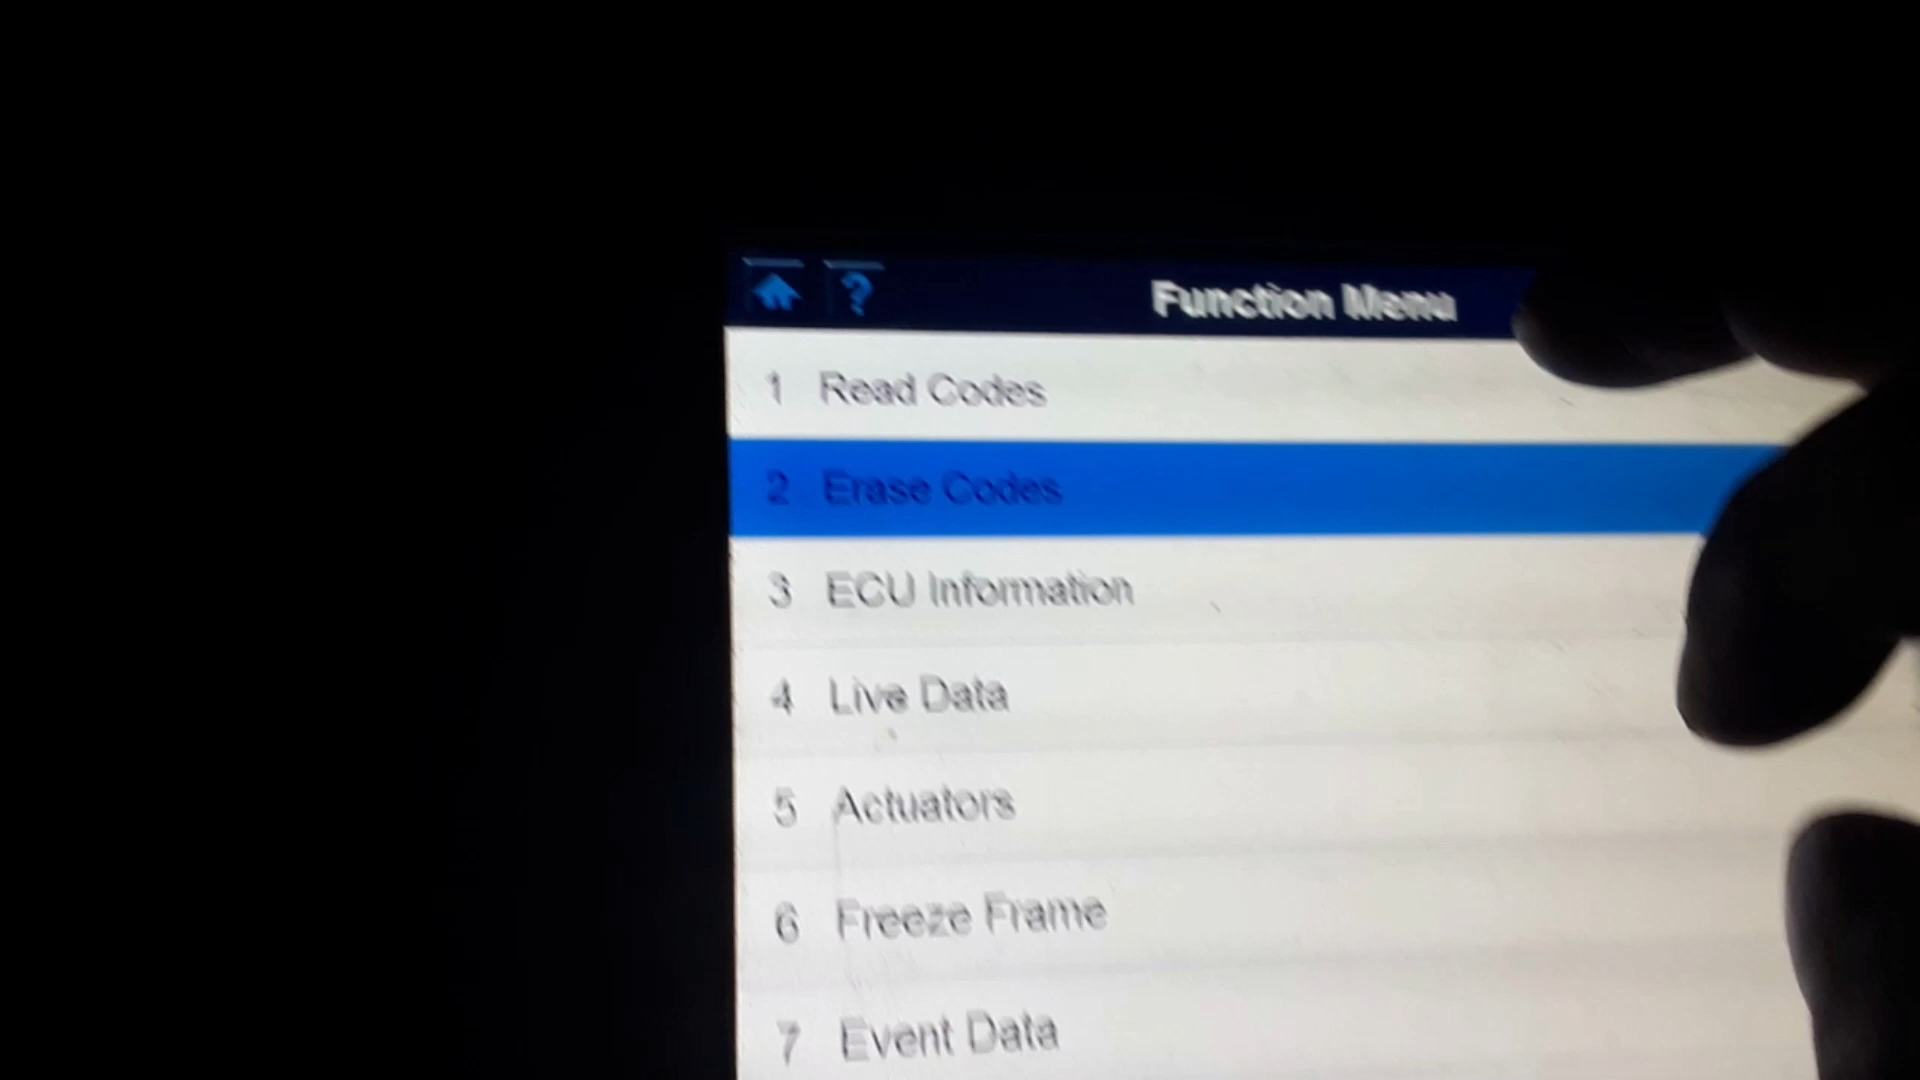 Function Menu
1 Read Codes
2 Erase Codes
3 ECU Information
4 Live Data
5 Actuators
6 Freeze Frame
7 Event Data